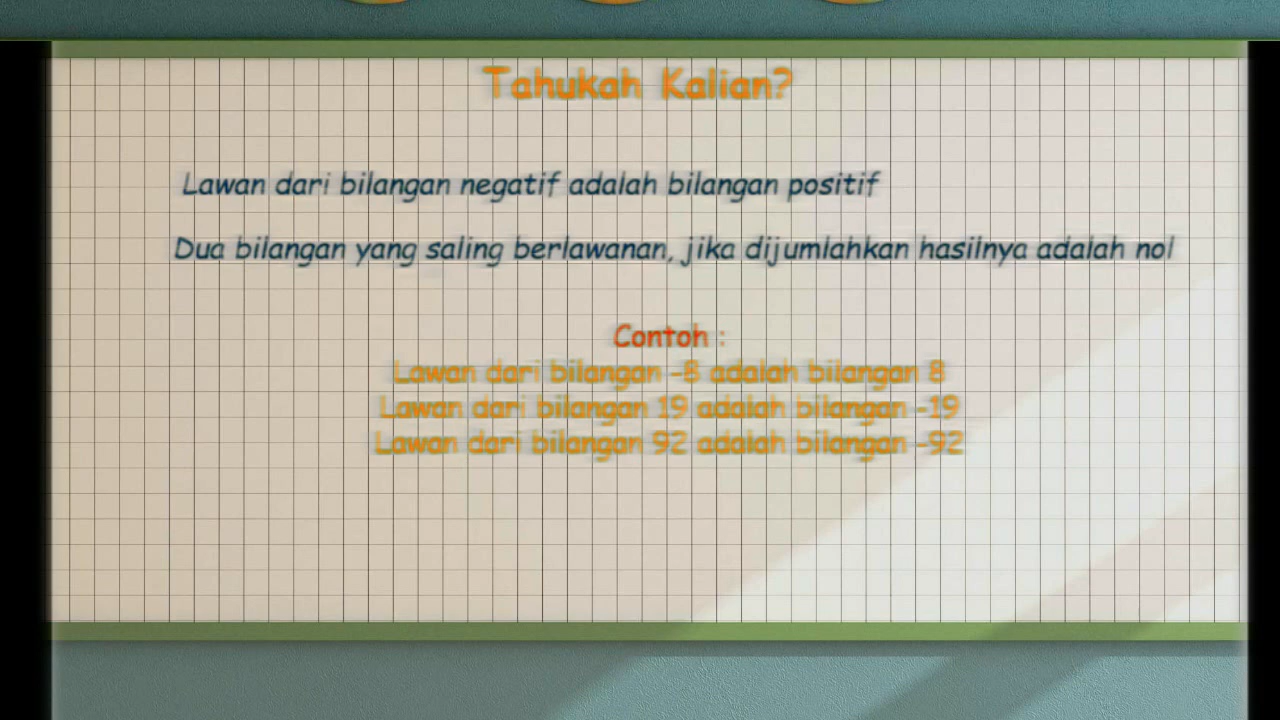 Tahukah Kalian?
Lawan dari bilangan negatif adalah bilangan positif
Dua bilangan yang saling berlawanan, jika dijumlahkan hasilnya adalah nol
Contoh :
Lawan dari bilangan -8 adalah bilangan 8
Lawan dari bilangan 19 adalah bilangan -19
Lawan dari bilangan 92 adalah bilangan -92